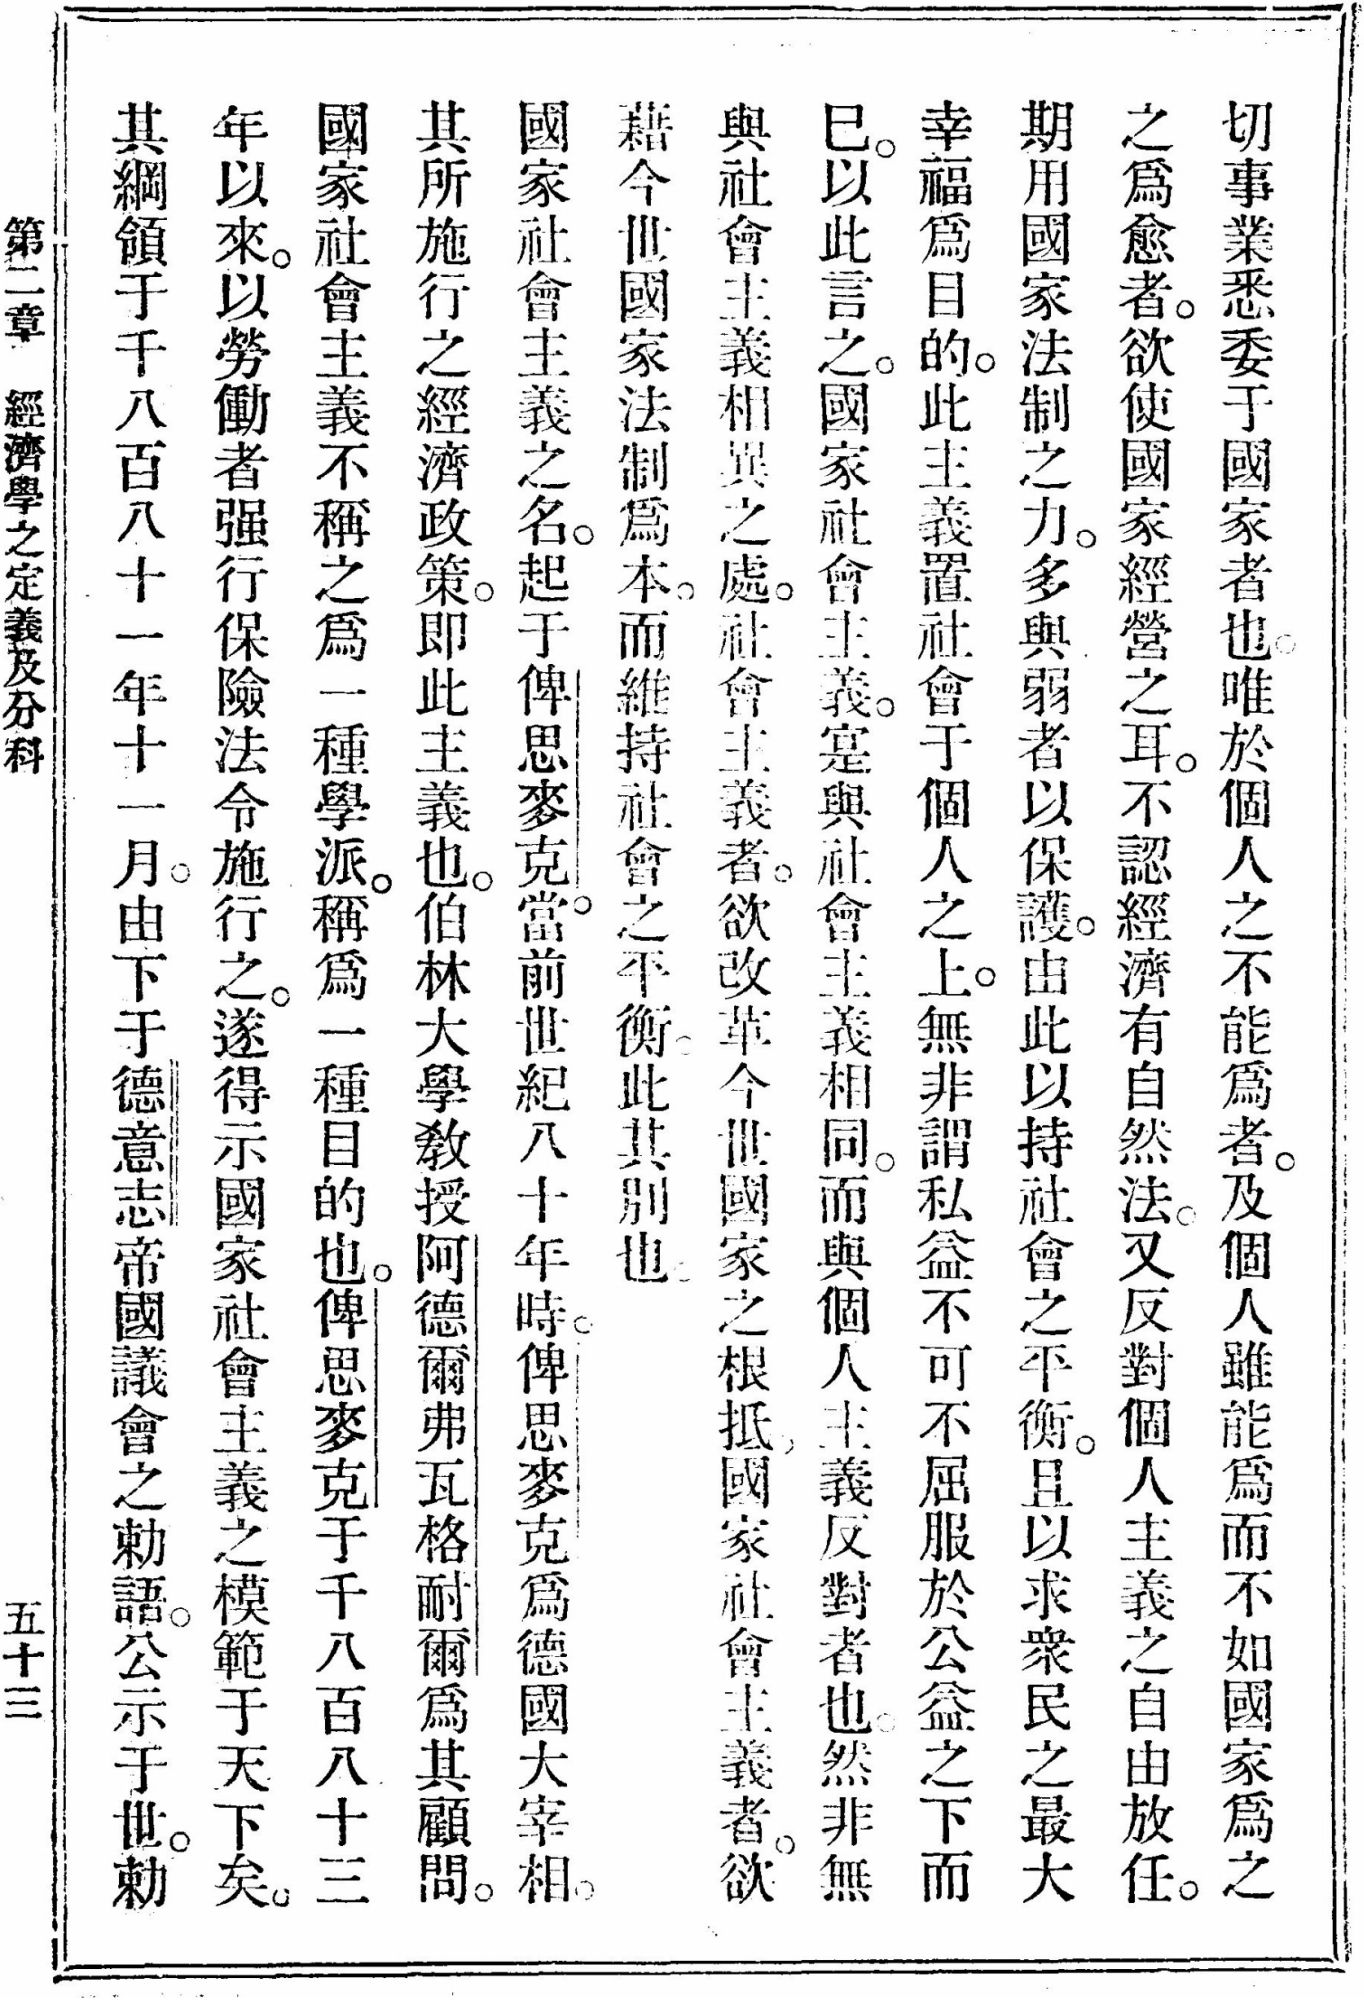 切事業悉委于國家者也。唯於個人之不能爲者。及個人雖能爲而不如國家爲之
之爲愈者。欲使國家經營之耳。不認經濟有自然法。又反對個人主義之自由放任。
期用國家法制之力。多與弱者以保護。由此以持社會之平衡。且以求衆民之最大
幸福爲目的。此主義置社會于個人之上。無非謂私益不可不屈服於公益之下而
已。以此言之。國家社會主義。寔與社會主義相同。而與個人主義反對者也。然非無
與社會主義相異之處。社會主義者。欲改革今世國家之根抵。國家社會主義者。欲
藉今世國家法制爲本。而維持社會之平衡。此其別也。
國家社會主義之名。起于俾思麥克。當前世紀八十年時。俾思麥克爲德國大宰相。
其所施行之經濟政策。即此主義也。伯林大學教授阿德爾弗瓦格耐爾爲其顧問。
國家社會主義不稱之爲一種學派。稱爲一種目的也。俾思麥克于千八百八十三
年以來。以勞働者强行保險法令施行之。遂得示國家社會主義之模範于天下矣。
其綱領于千八百八十一年十一月。由下于德意志帝國議會之勅語。公示于世。勅
第二章 經濟學之定義及分科
五十三